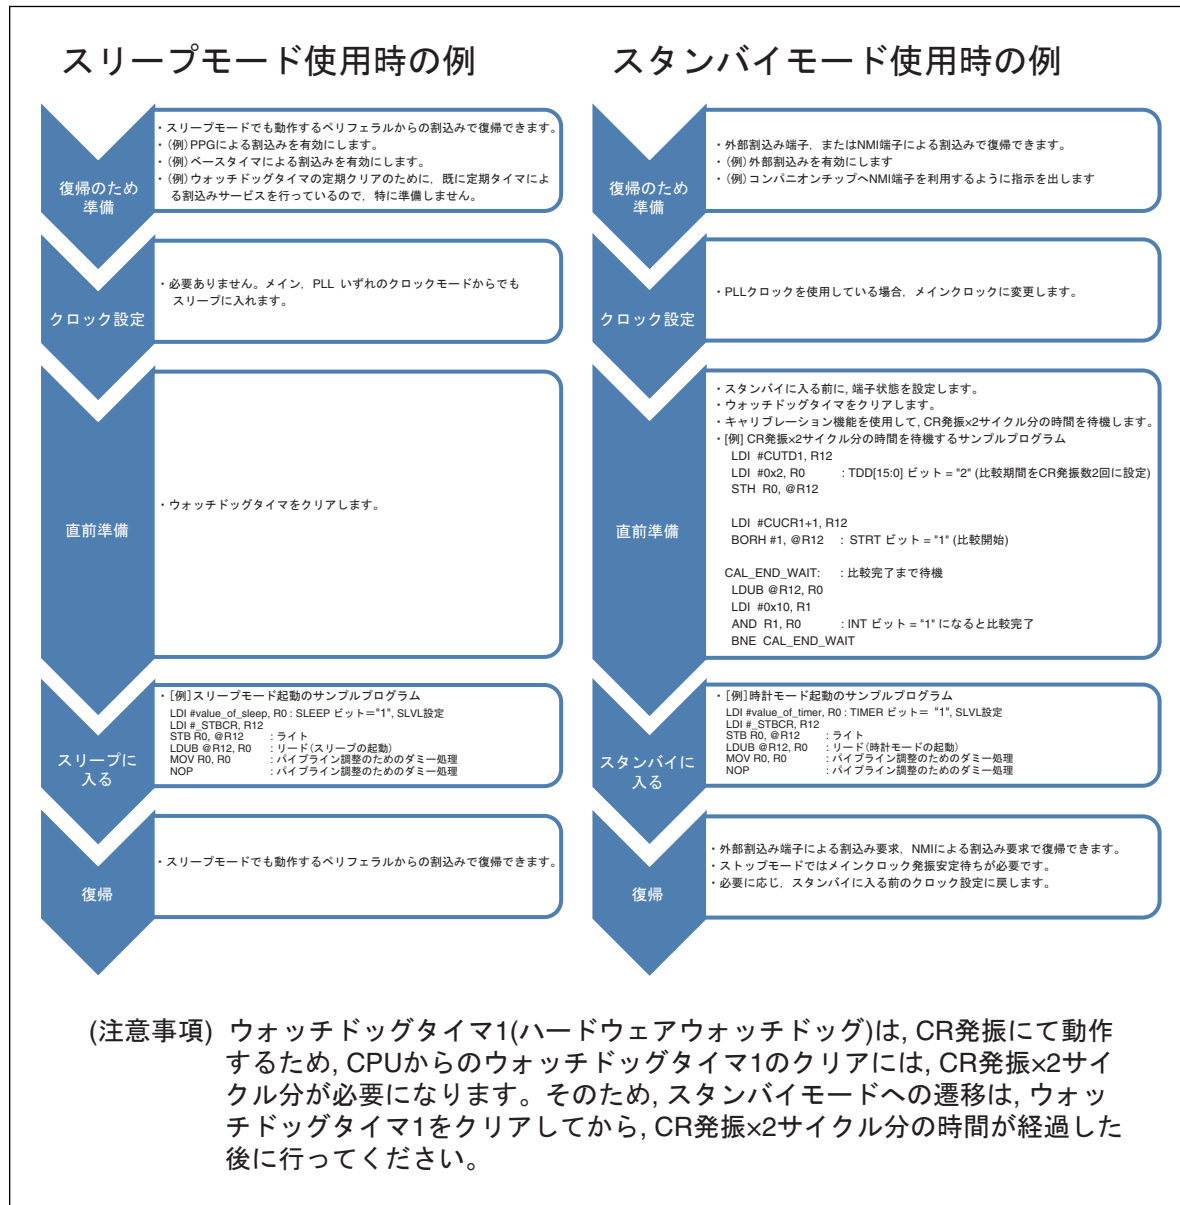 スリープモード使用時の例
復帰のため
準備
・スリープモードでも動作するペリフェラルからの割込みで復帰できます。
・(例)PPGによる割込みを有効にします。
・(例)ベースタイマによる割込みを有効にします。
・(例)ウォッチドッグタイマの定期クリアのために，既に定期タイマによ
る割込みサービスを行っているので，特に準備しません。
クロック設定
・必要ありません。メイン，PLL いずれのクロックモードからでも
スリープに入れます。
直前準備
・ウォッチドッグタイマをクリアします。
スリープに
入る
・[例]スリープモード起動のサンプルプログラム
LDI #value_of_sleep, R0 : SLEEP ビット＝"1", SLVL設定
LDI #_STBCR, R12
STB R0, @R12 : ライト
LDUB @R12, R0 : リード(スリープの起動)
MOV R0, R0 : パイプライン調整のためのダミー処理
NOP : パイプライン調整のためのダミー処理
復帰
・スリープモードでも動作するペリフェラルからの割込みで復帰できます。
スタンバイモード使用時の例
復帰のため
準備
・外部割込み端子，またはNMI端子による割込みで復帰できます。
・(例)外部割込みを有効にします
・(例)コンパニオンチップへNMI端子を利用するように指示を出します
クロック設定
・PLLクロックを使用している場合，メインクロックに変更します。
直前準備
・スタンバイに入る前に, 端子状態を設定します。
・ウォッチドッグタイマをクリアします。
・キャリブレーション機能を使用して, CR発振×2サイクル分の時間を待機します。
・[例] CR発振×2サイクル分の時間を待機するサンプルプログラム
LDI #CUTD1, R12
LDI #0x2, R0 : TDD[15:0] ビット = "2" (比較期間をCR発振数2回に設定)
STH R0, @R12
LDI #CUCR1+1, R12
BORH #1, @R12 : STRT ビット = "1" (比較開始)
CAL_END_WAIT: : 比較完了まで待機
LDUB @R12, R0
LDI #0x10, R1
AND R1, R0 : INT ビット = "1" になると比較完了
BNE CAL_END_WAIT
スタンバイに
入る
・[例]時計モード起動のサンプルプログラム
LDI #value_of_timer, R0 : TIMER ビット＝ "1", SLVL設定
LDI #_STBCR, R12
STB R0, @R12 : ライト
LDUB @R12, R0 : リード(時計モードの起動)
MOV R0, R0 : パイプライン調整のためのダミー処理
NOP : パイプライン調整のためのダミー処理
復帰
・外部割込み端子による割込み要求，NMIによる割込み要求で復帰できます。
・ストップモードではメインクロック発振安定待ちが必要です。
・必要に応じ，スタンバイに入る前のクロック設定に戻します。
(注意事項) ウォッチドッグタイマ1(ハードウェアウォッチドッグ)は, CR発振にて動作
するため, CPUからのウォッチドッグタイマ1のクリアには, CR発振×2サイ
クル分が必要になります。そのため, スタンバイモードへの遷移は, ウォッ
チドッグタイマ1をクリアしてから, CR発振×2サイクル分の時間が経過した
後に行ってください。